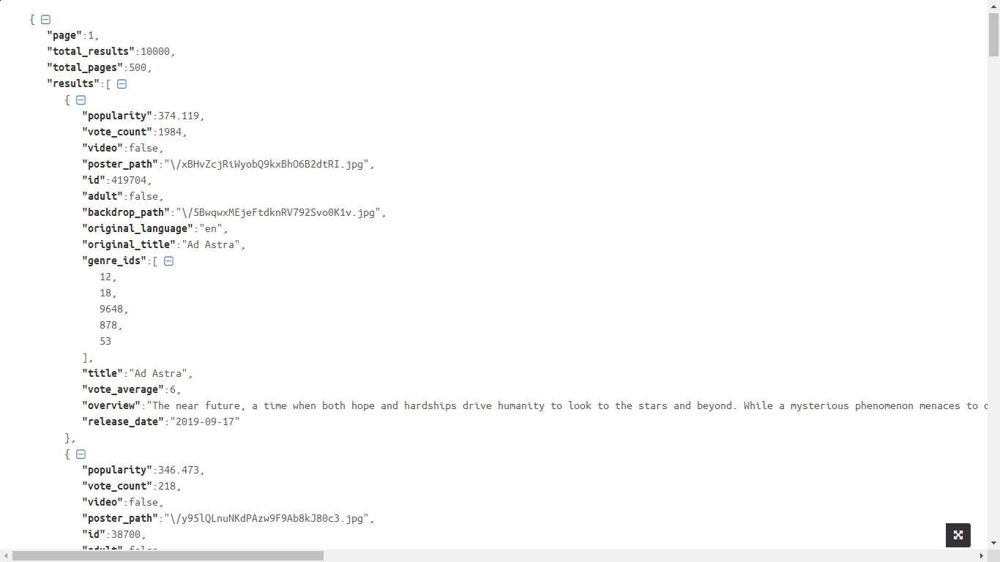 {
"page":1,
"total_results":10000,
"total_pages":500,
"results":[
{
"popularity":374.119,
"vote_count":1984,
"video":false,
"poster_path":"\/xBHvZcjRiWyobQ9kxBhO6B2dtRI.jpg",
"id":419704,
"adult":false,
"backdrop_path":"\/5BwqwxMEjeFtdknRV792Svo0K1v.jpg",
"original_language":"en",
"original_title":"Ad Astra",
"genre_ids":[
12,
18,
9648,
878,
53
],
"title":"Ad Astra",
"vote_average":6,
"overview":"The near future, a time when both hope and hardships drive humanity to look to the stars and beyond. While a mysterious phenomenon menaces to
"release_date":"2019-09-17"
},
{
"popularity":346.473,
"vote_count":218,
"video":false,
"poster_path":"\/y95lQLnuNKdPAzw9F9Ab8kJ80c3.jpg",
"id":38700,
"adult":false,